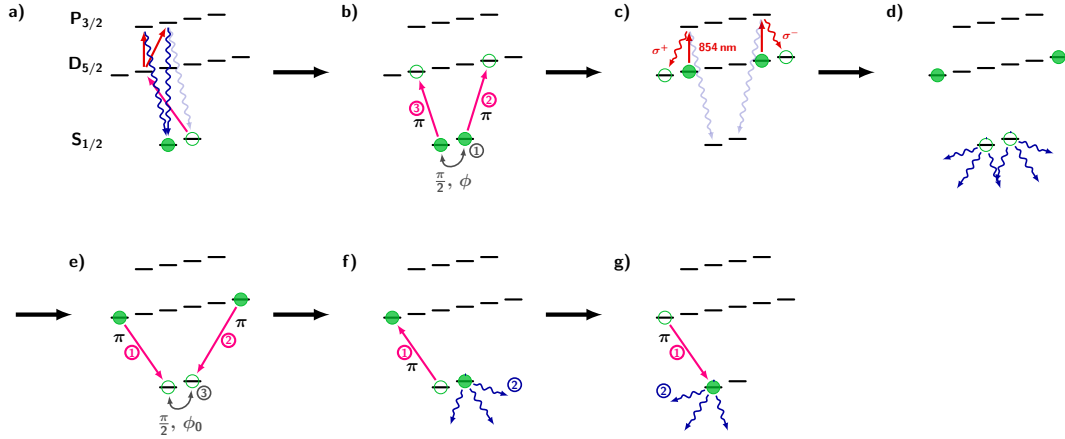 a)
P3/2
D5/2
S1/2
b)
③
π
②
π
①
π/2, ϕ
c)
σ+
854 nm
σ−
d)
e)
π
①
π
②
③
π/2, ϕ0
f)
①
π
②
g)
π
①
②